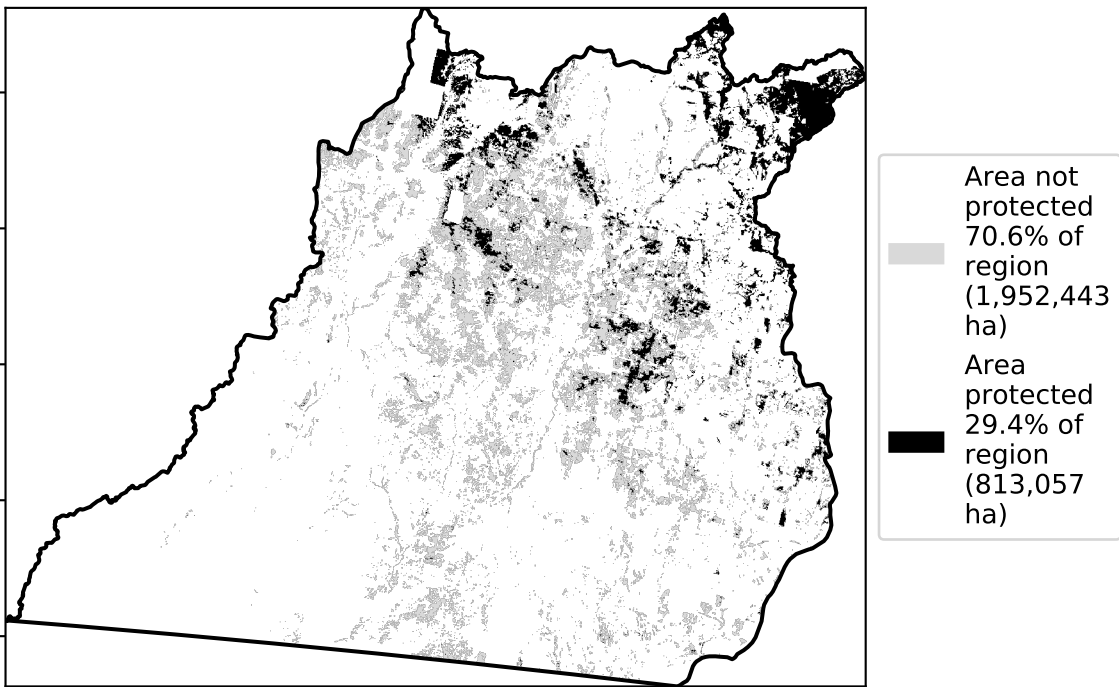 Area not
protected
70.6% of
region
(1,952,443
ha)
Area
protected
29.4% of
region
(813,057
ha)